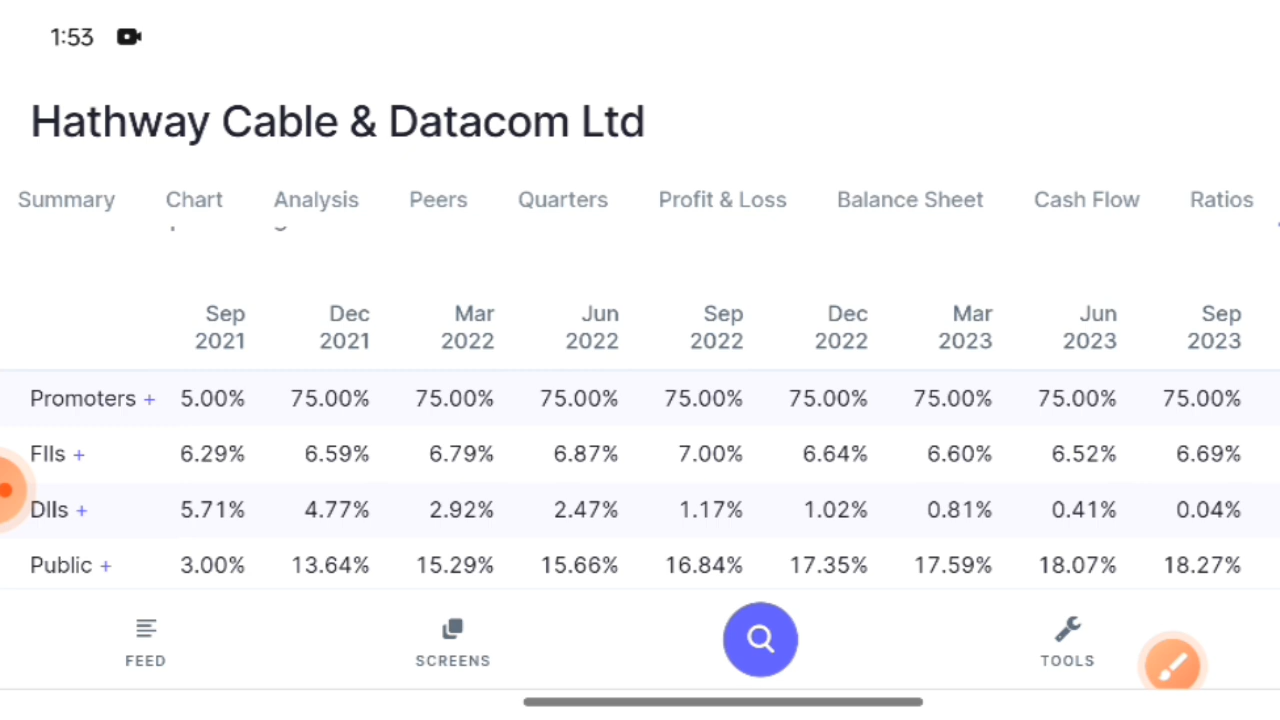 1:53
Hathway Cable & Datacom Ltd
Summary Chart Analysis Peers Quarters Profit & Loss Balance Sheet Cash Flow Ratios
Sep 2021 Dec 2021 Mar 2022 Jun 2022 Sep 2022 Dec 2022 Mar 2023 Jun 2023 Sep 2023
Promoters + 5.00% 75.00% 75.00% 75.00% 75.00% 75.00% 75.00% 75.00% 75.00%
FIIs + 6.29% 6.59% 6.79% 6.87% 7.00% 6.64% 6.60% 6.52% 6.69%
DIIs + 5.71% 4.77% 2.92% 2.47% 1.17% 1.02% 0.81% 0.41% 0.04%
Public + 3.00% 13.64% 15.29% 15.66% 16.84% 17.35% 17.59% 18.07% 18.27%
FEED SCREENS TOOLS